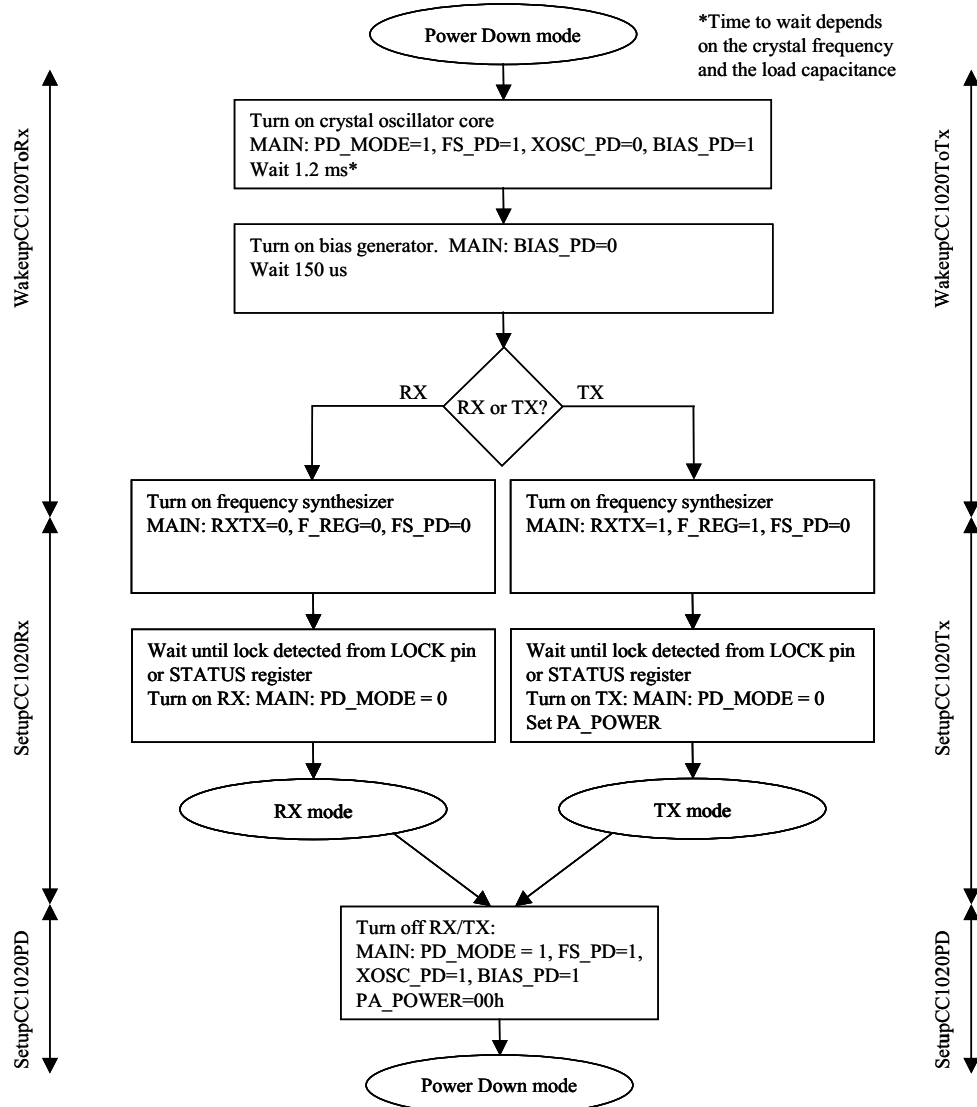 Power Down mode
*Time to wait depends
on the crystal frequency
and the load capacitance
WakeupCC1020ToRx
WakeupCC1020ToTx
Turn on crystal oscillator core
MAIN: PD_MODE=1, FS_PD=1, XOSC_PD=0, BIAS_PD=1
Wait 1.2 ms*
Turn on bias generator. MAIN: BIAS_PD=0
Wait 150 us
RX
RX or TX?
TX
Turn on frequency synthesizer
MAIN: RXTX=0, F_REG=0, FS_PD=0
Turn on frequency synthesizer
MAIN: RXTX=1, F_REG=1, FS_PD=0
SetupCC1020Rx
SetupCC1020Tx
Wait until lock detected from LOCK pin
or STATUS register
Turn on RX: MAIN: PD_MODE = 0
Wait until lock detected from LOCK pin
or STATUS register
Turn on TX: MAIN: PD_MODE = 0
Set PA_POWER
RX mode
TX mode
SetupCC1020PD
SetupCC1020PD
Turn off RX/TX:
MAIN: PD_MODE = 1, FS_PD=1,
XOSC_PD=1, BIAS_PD=1
PA_POWER=00h
Power Down mode